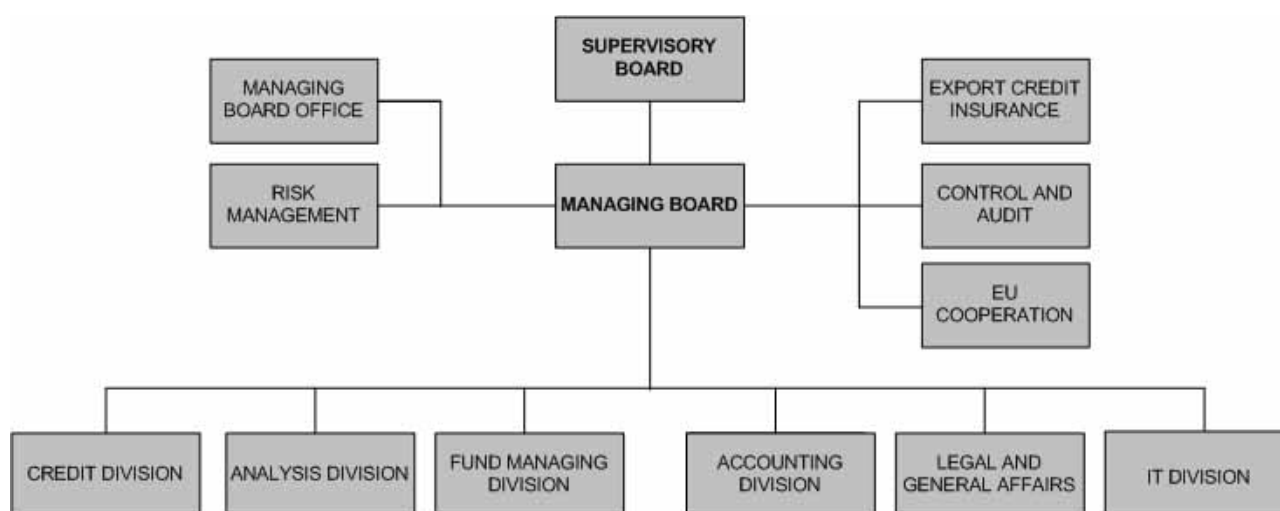 SUPERVISORY
BOARD
MANAGING
BOARD OFFICE
EXPORT CREDIT
INSURANCE
RISK
MANAGEMENT
MANAGING BOARD
CONTROL AND
AUDIT
EU
COOPERATION
CREDIT DIVISION
ANALYSIS DIVISION
FUND MANAGING
DIVISION
ACCOUNTING
DIVISION
LEGAL AND
GENERAL AFFAIRS
IT DIVISION